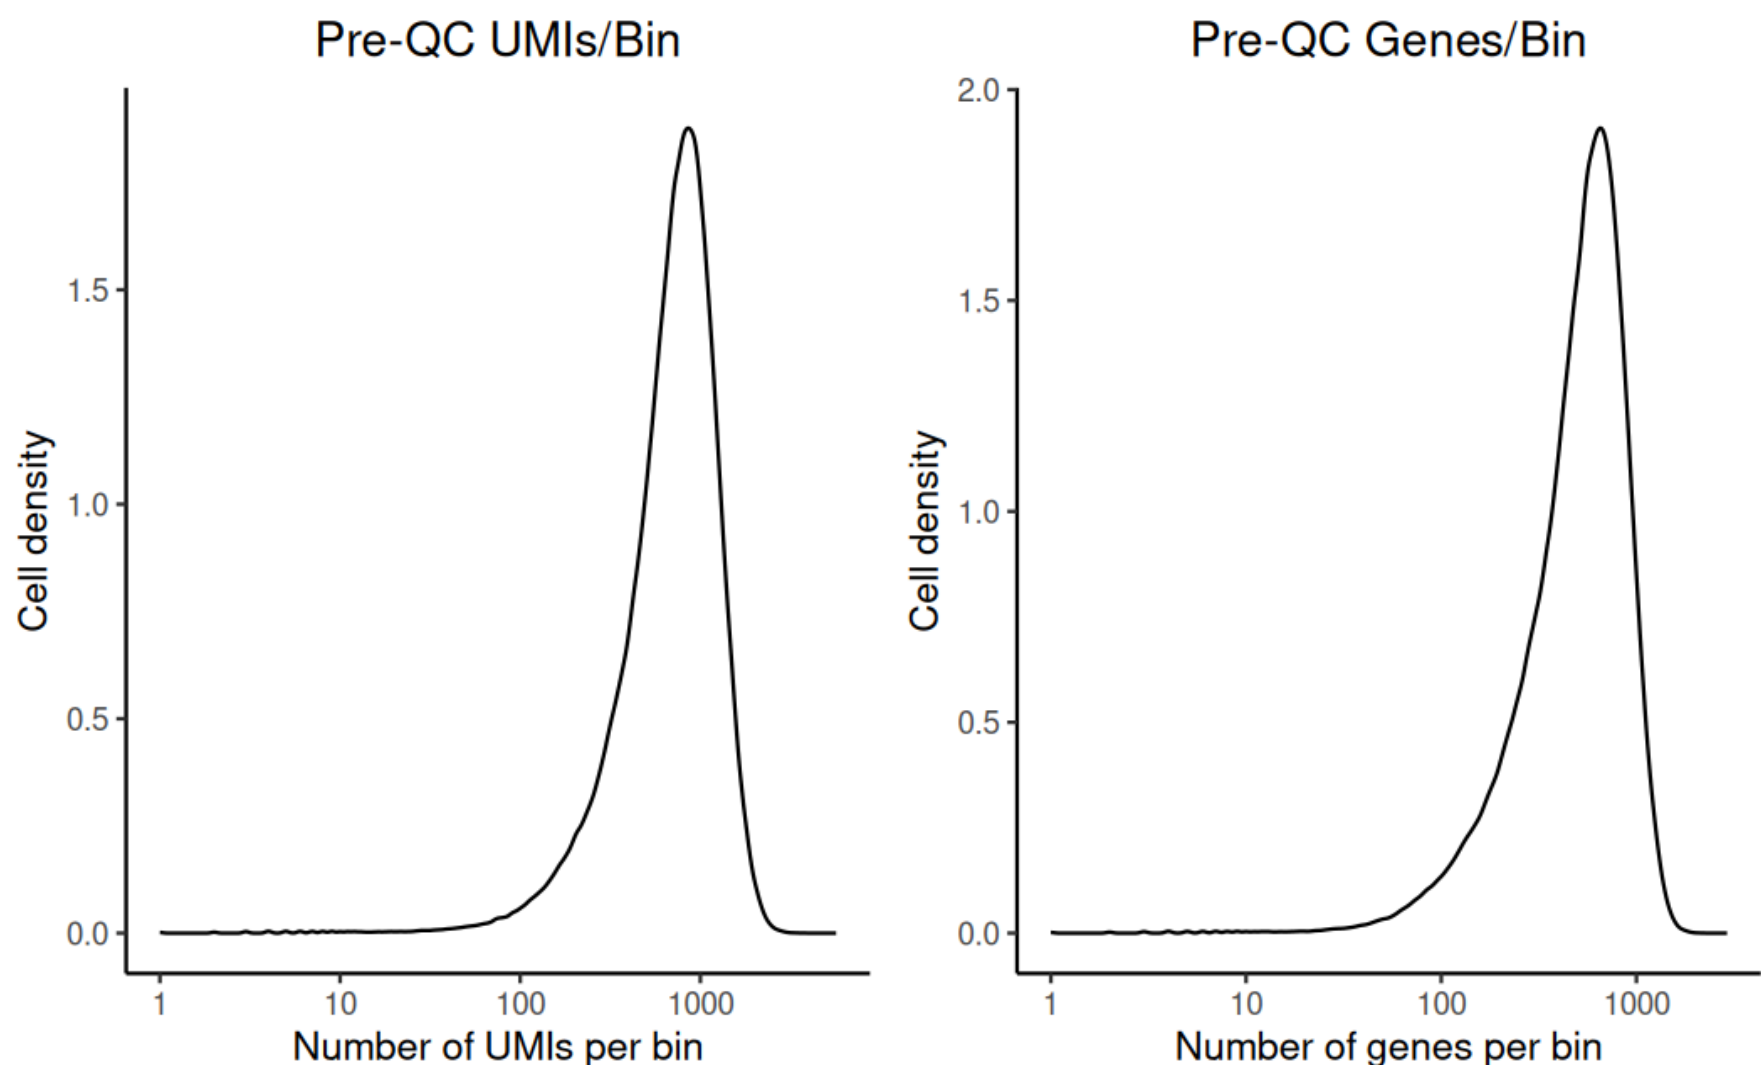 Pre-QC UMIs/Bin
Cell density
1.5
1.0
0.5
0.0
1 10 100 1000
Number of UMIs per bin
Pre-QC Genes/Bin
Cell density
2.0
1.5
1.0
0.5
0.0
1 10 100 1000
Number of genes per bin